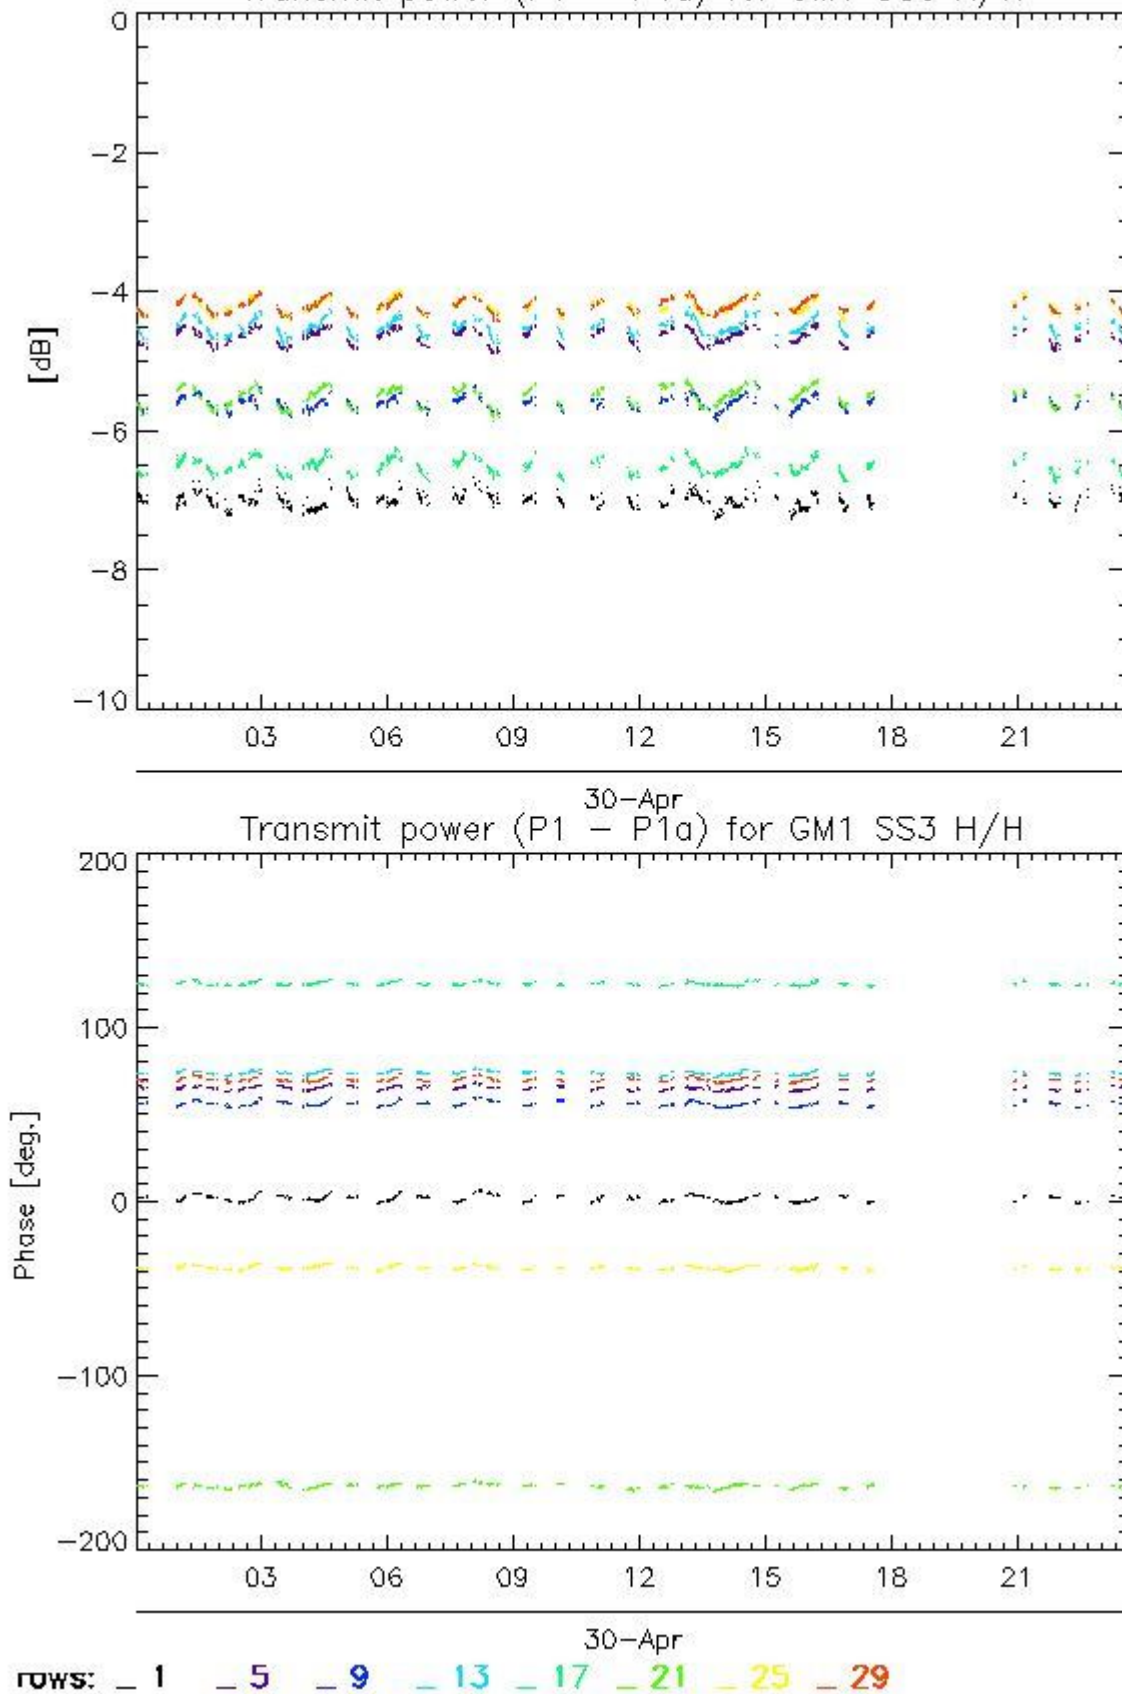 0
−2
−4
[dB]
−6
−8
−10
03 06 09 12 15 18 21
30-Apr
Transmit power (P1 − P1a) for GM1 SS3 H/H
200
100
Phase [deg.]
0
−100
−200
03 06 09 12 15 18 21
30-Apr
rows: _ 1 _ 5 _ 9 _ 13 _ 17 _ 21 _ 25 _ 29